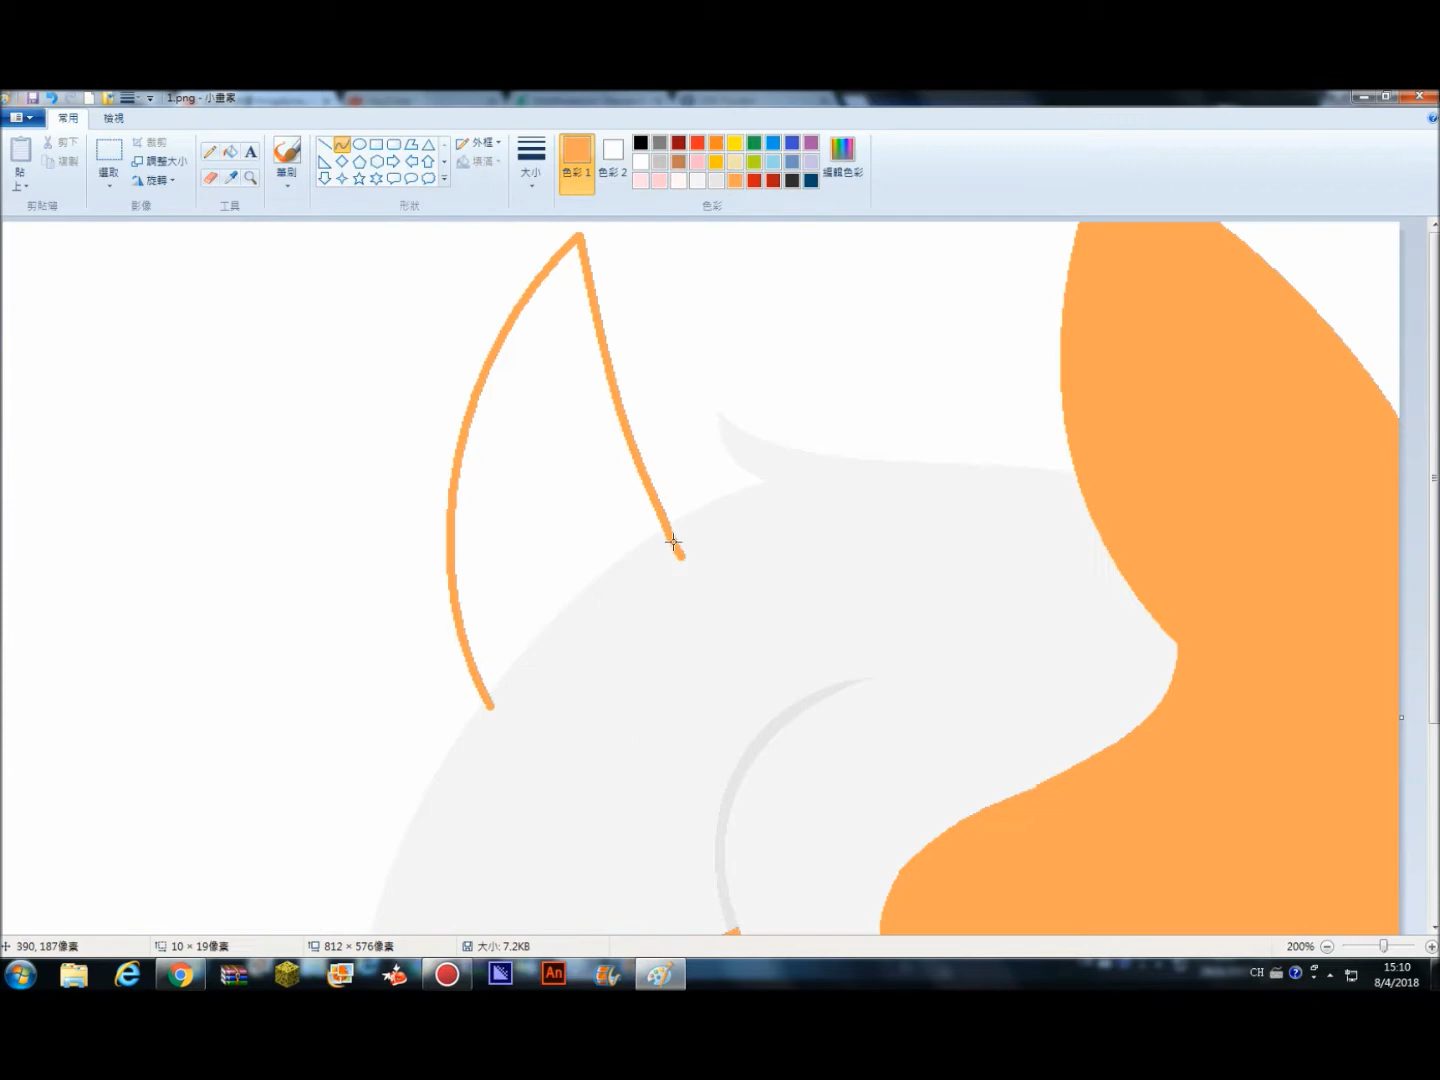 1.png - 小畫家
常用
檢視
貼上
剪下
複製
剪貼簿
選取
裁剪
調整大小
旋轉
影像
A
工具
筆刷
外框
填滿
形狀
大小
色彩 1
色彩 2
編輯色彩
色彩
390, 187像素
10 × 19像素
812 × 576像素
大小: 7.2KB
200%
An
CH
15:10
8/4/2018